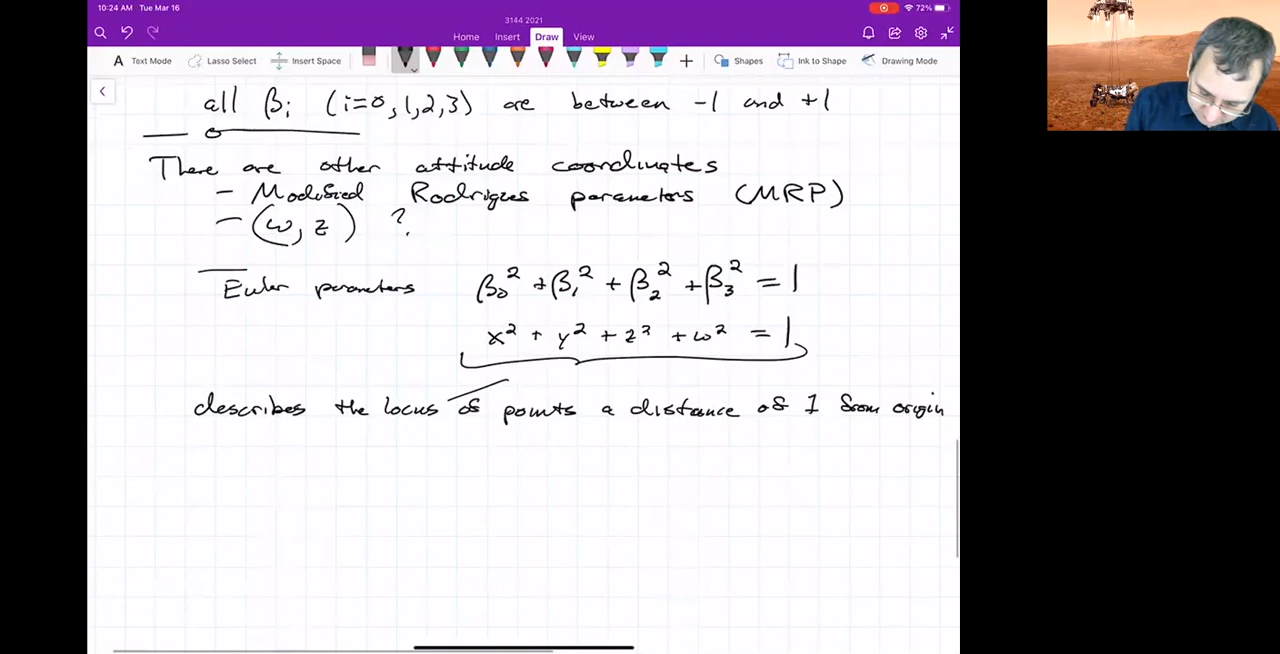 10:24 AM Tue Mar 16
72%
3144 2021
Home Insert Draw View
Text Mode Lasso Select Insert Space Shapes Ink to Shape Drawing Mode
all βi (i=0,1,2,3) are between -1 and +1
There are other attitude coordinates
- Modified Rodrigues parameters (MRP)
- (w, z) ?
Euler parameters β₀² + β₁² + β₂² + β₃² = 1
x² + y² + z² + w² = 1
describes the locus of points a distance of 1 from origin